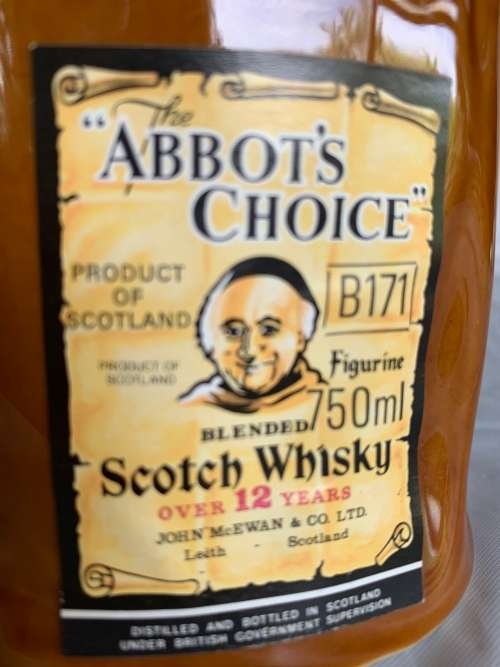 The
"ABBOT'S
CHOICE"
PRODUCT
OF
SCOTLAND
B171
PRODUCT OF
SCOTLAND
Figurine
750ml
BLENDED
Scotch Whisky
OVER 12 YEARS
JOHN McEWAN & CO. LTD.
Leith - Scotland
DISTILLED AND BOTTLED IN SCOTLAND
UNDER BRITISH GOVERNMENT SUPERVISION